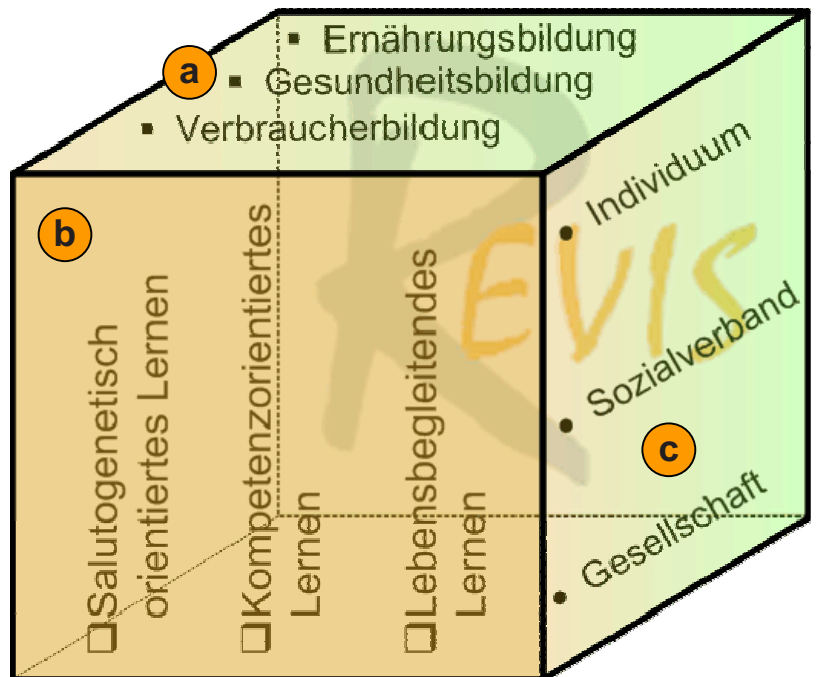 a
▪ Ernährungsbildung
▪ Gesundheitsbildung
▪ Verbraucherbildung
b
❑Salutogenetisch
orientiertes Lernen
❑Kompetenzorientiertes
Lernen
❑Lebensbegleitendes
Lernen
REVIS
• Individuum
• Sozialverband
• Gesellschaft
c